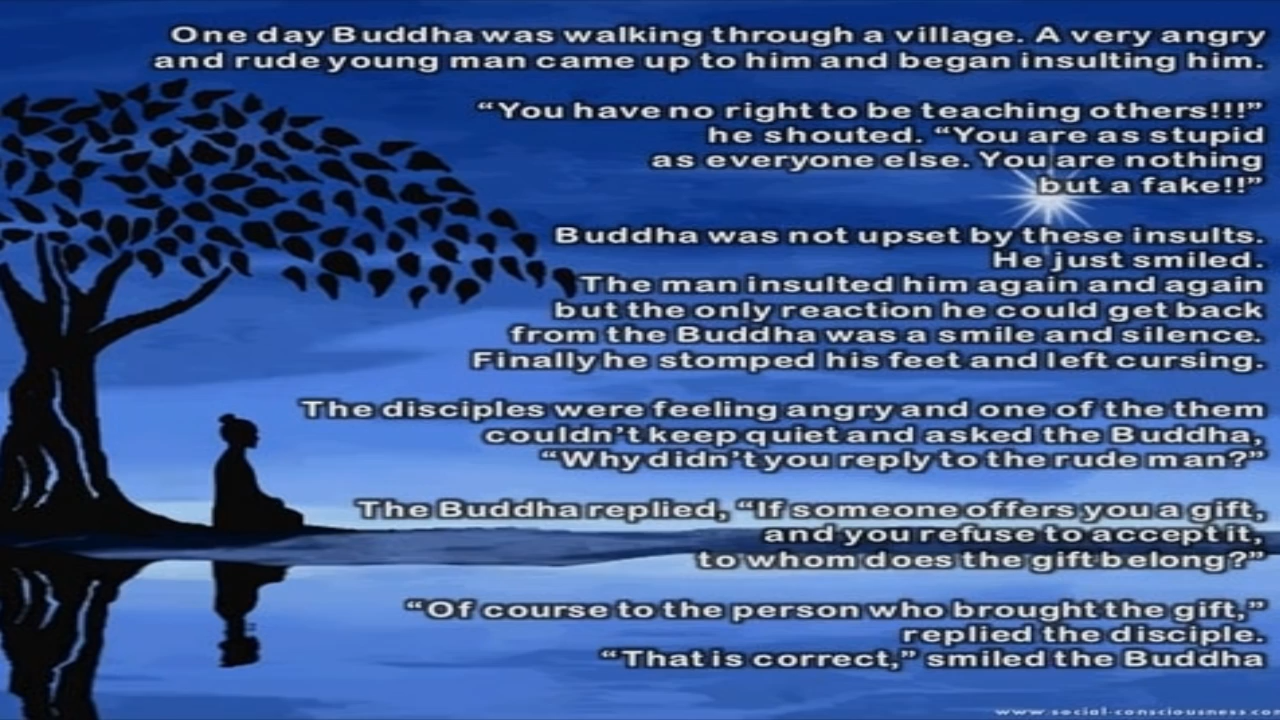 One day Buddha was walking through a village. A very angry
and rude young man came up to him and began insulting him.
“You have no right to be teaching others!!!”
he shouted. “You are as stupid
as everyone else. You are nothing
but a fake!!”
Buddha was not upset by these insults.
He just smiled.
The man insulted him again and again
but the only reaction he could get back
from the Buddha was a smile and silence.
Finally he stomped his feet and left cursing.
The disciples were feeling angry and one of the them
couldn’t keep quiet and asked the Buddha,
“Why didn’t you reply to the rude man?”
The Buddha replied, “If someone offers you a gift,
and you refuse to accept it,
to whom does the gift belong?”
“Of course to the person who brought the gift,”
replied the disciple.
“That is correct,” smiled the Buddha
www.social-consciousness.com